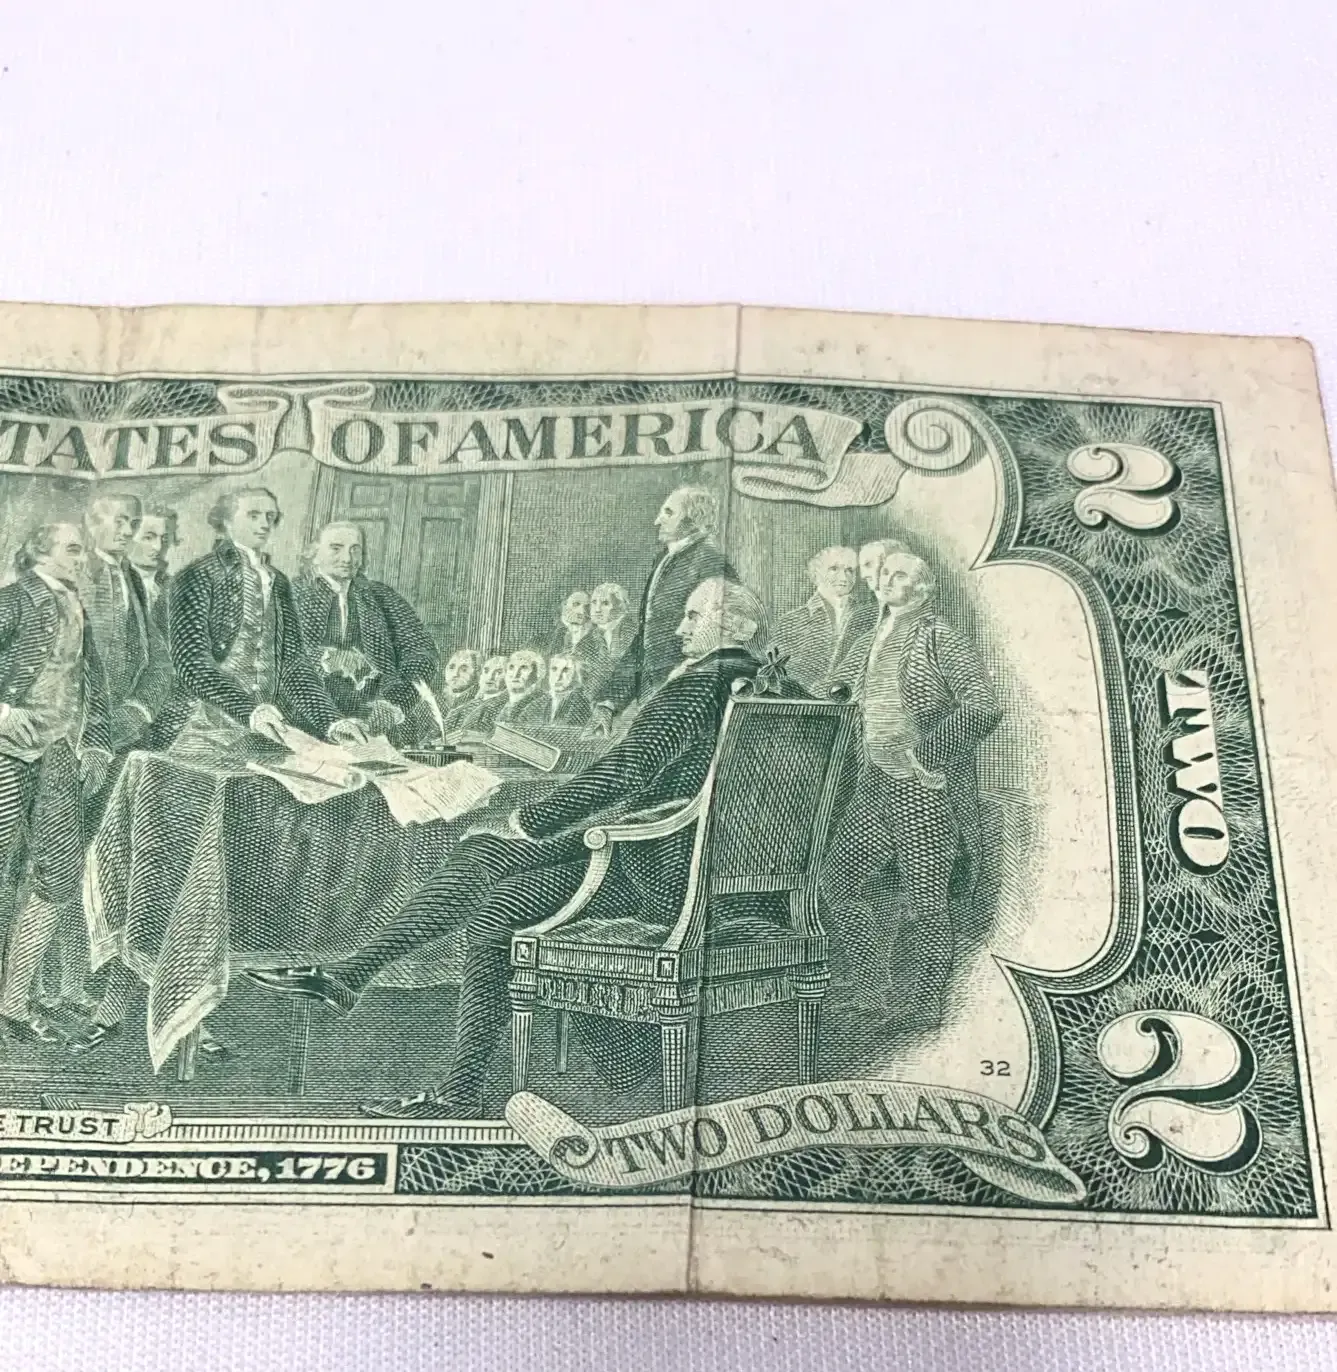 TATES OF AMERICA
2
TWO
32
E TRUST
TWO DOLLARS
2
EPENDENCE, 1776